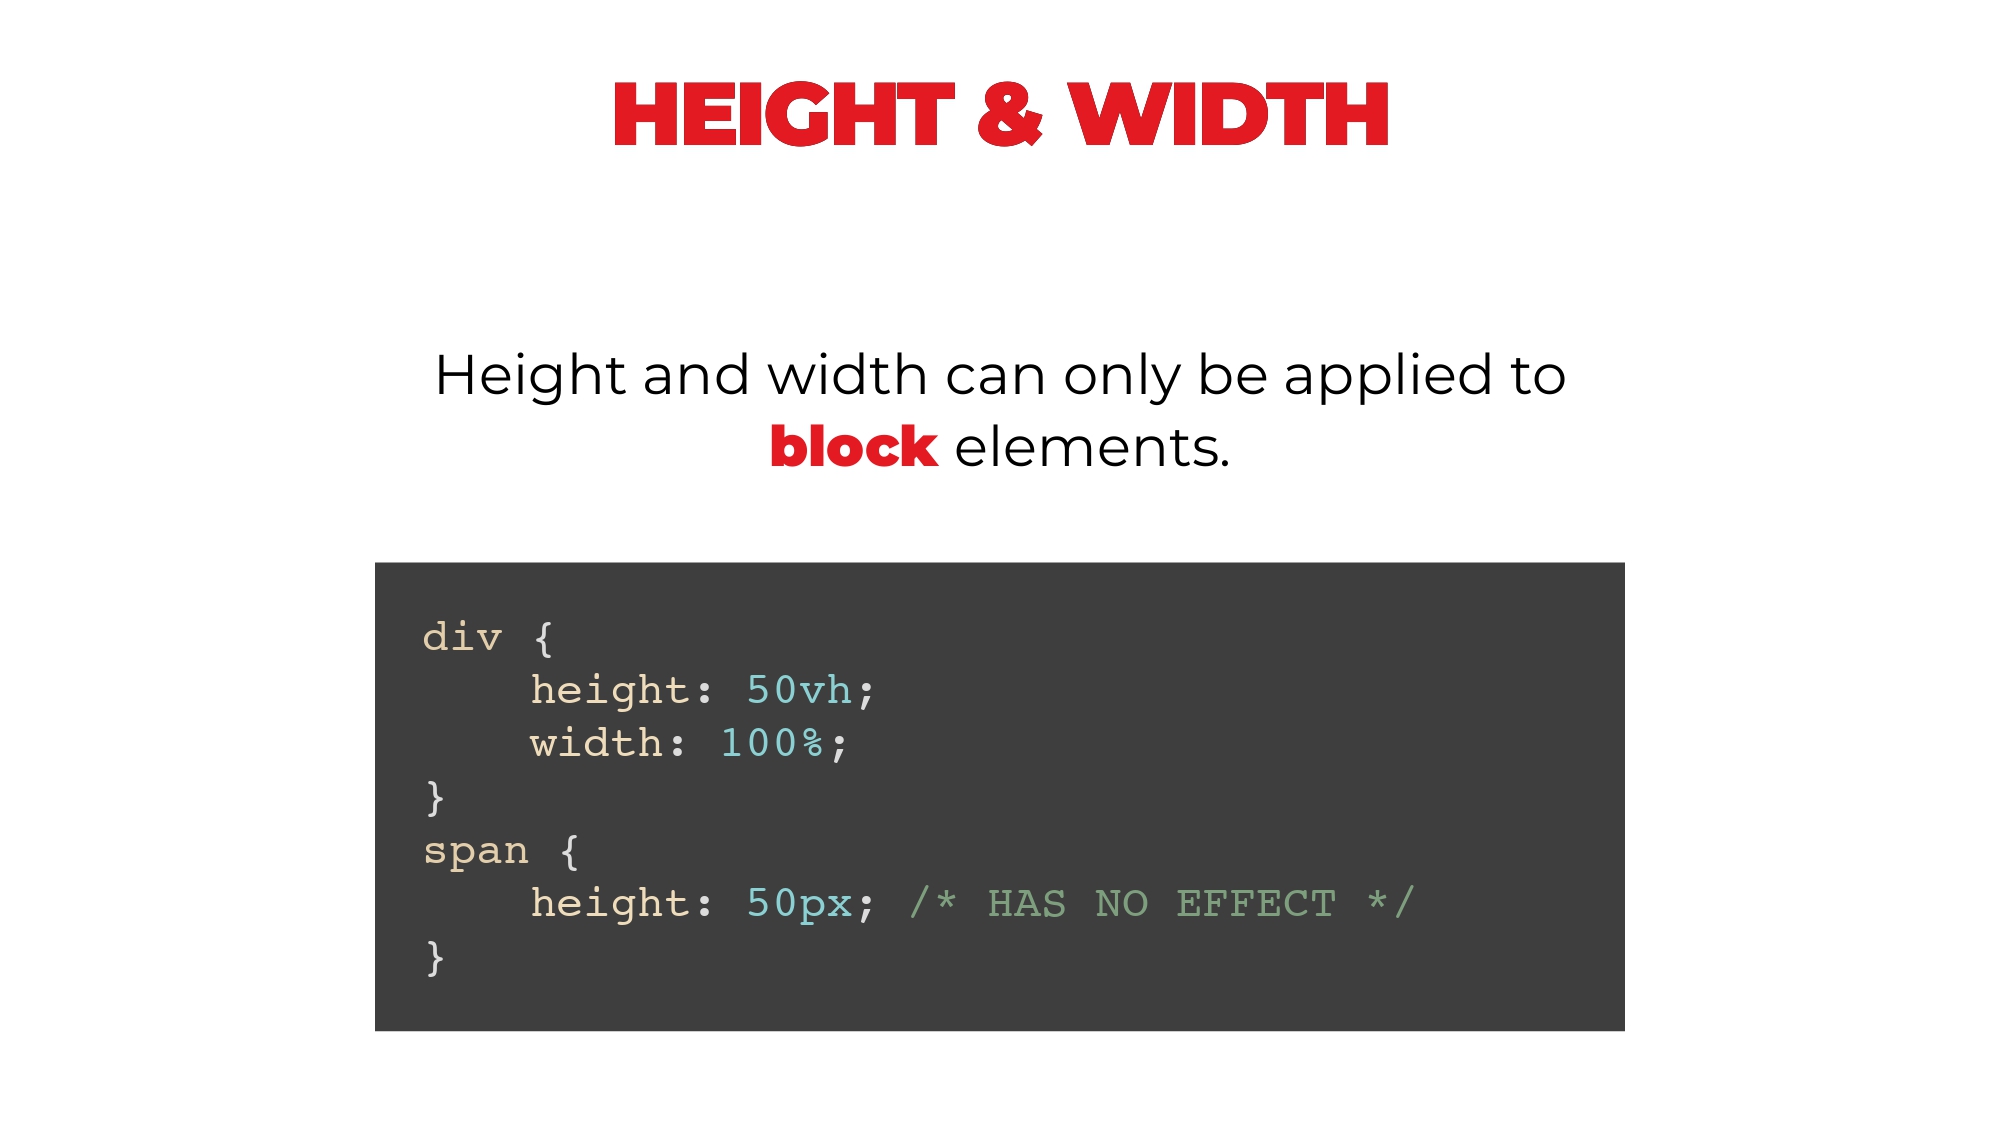 HEIGHT & WIDTH
Height and width can only be applied to
block elements.
div {
    height: 50vh;
    width: 100%;
}
span {
    height: 50px; /* HAS NO EFFECT */
}